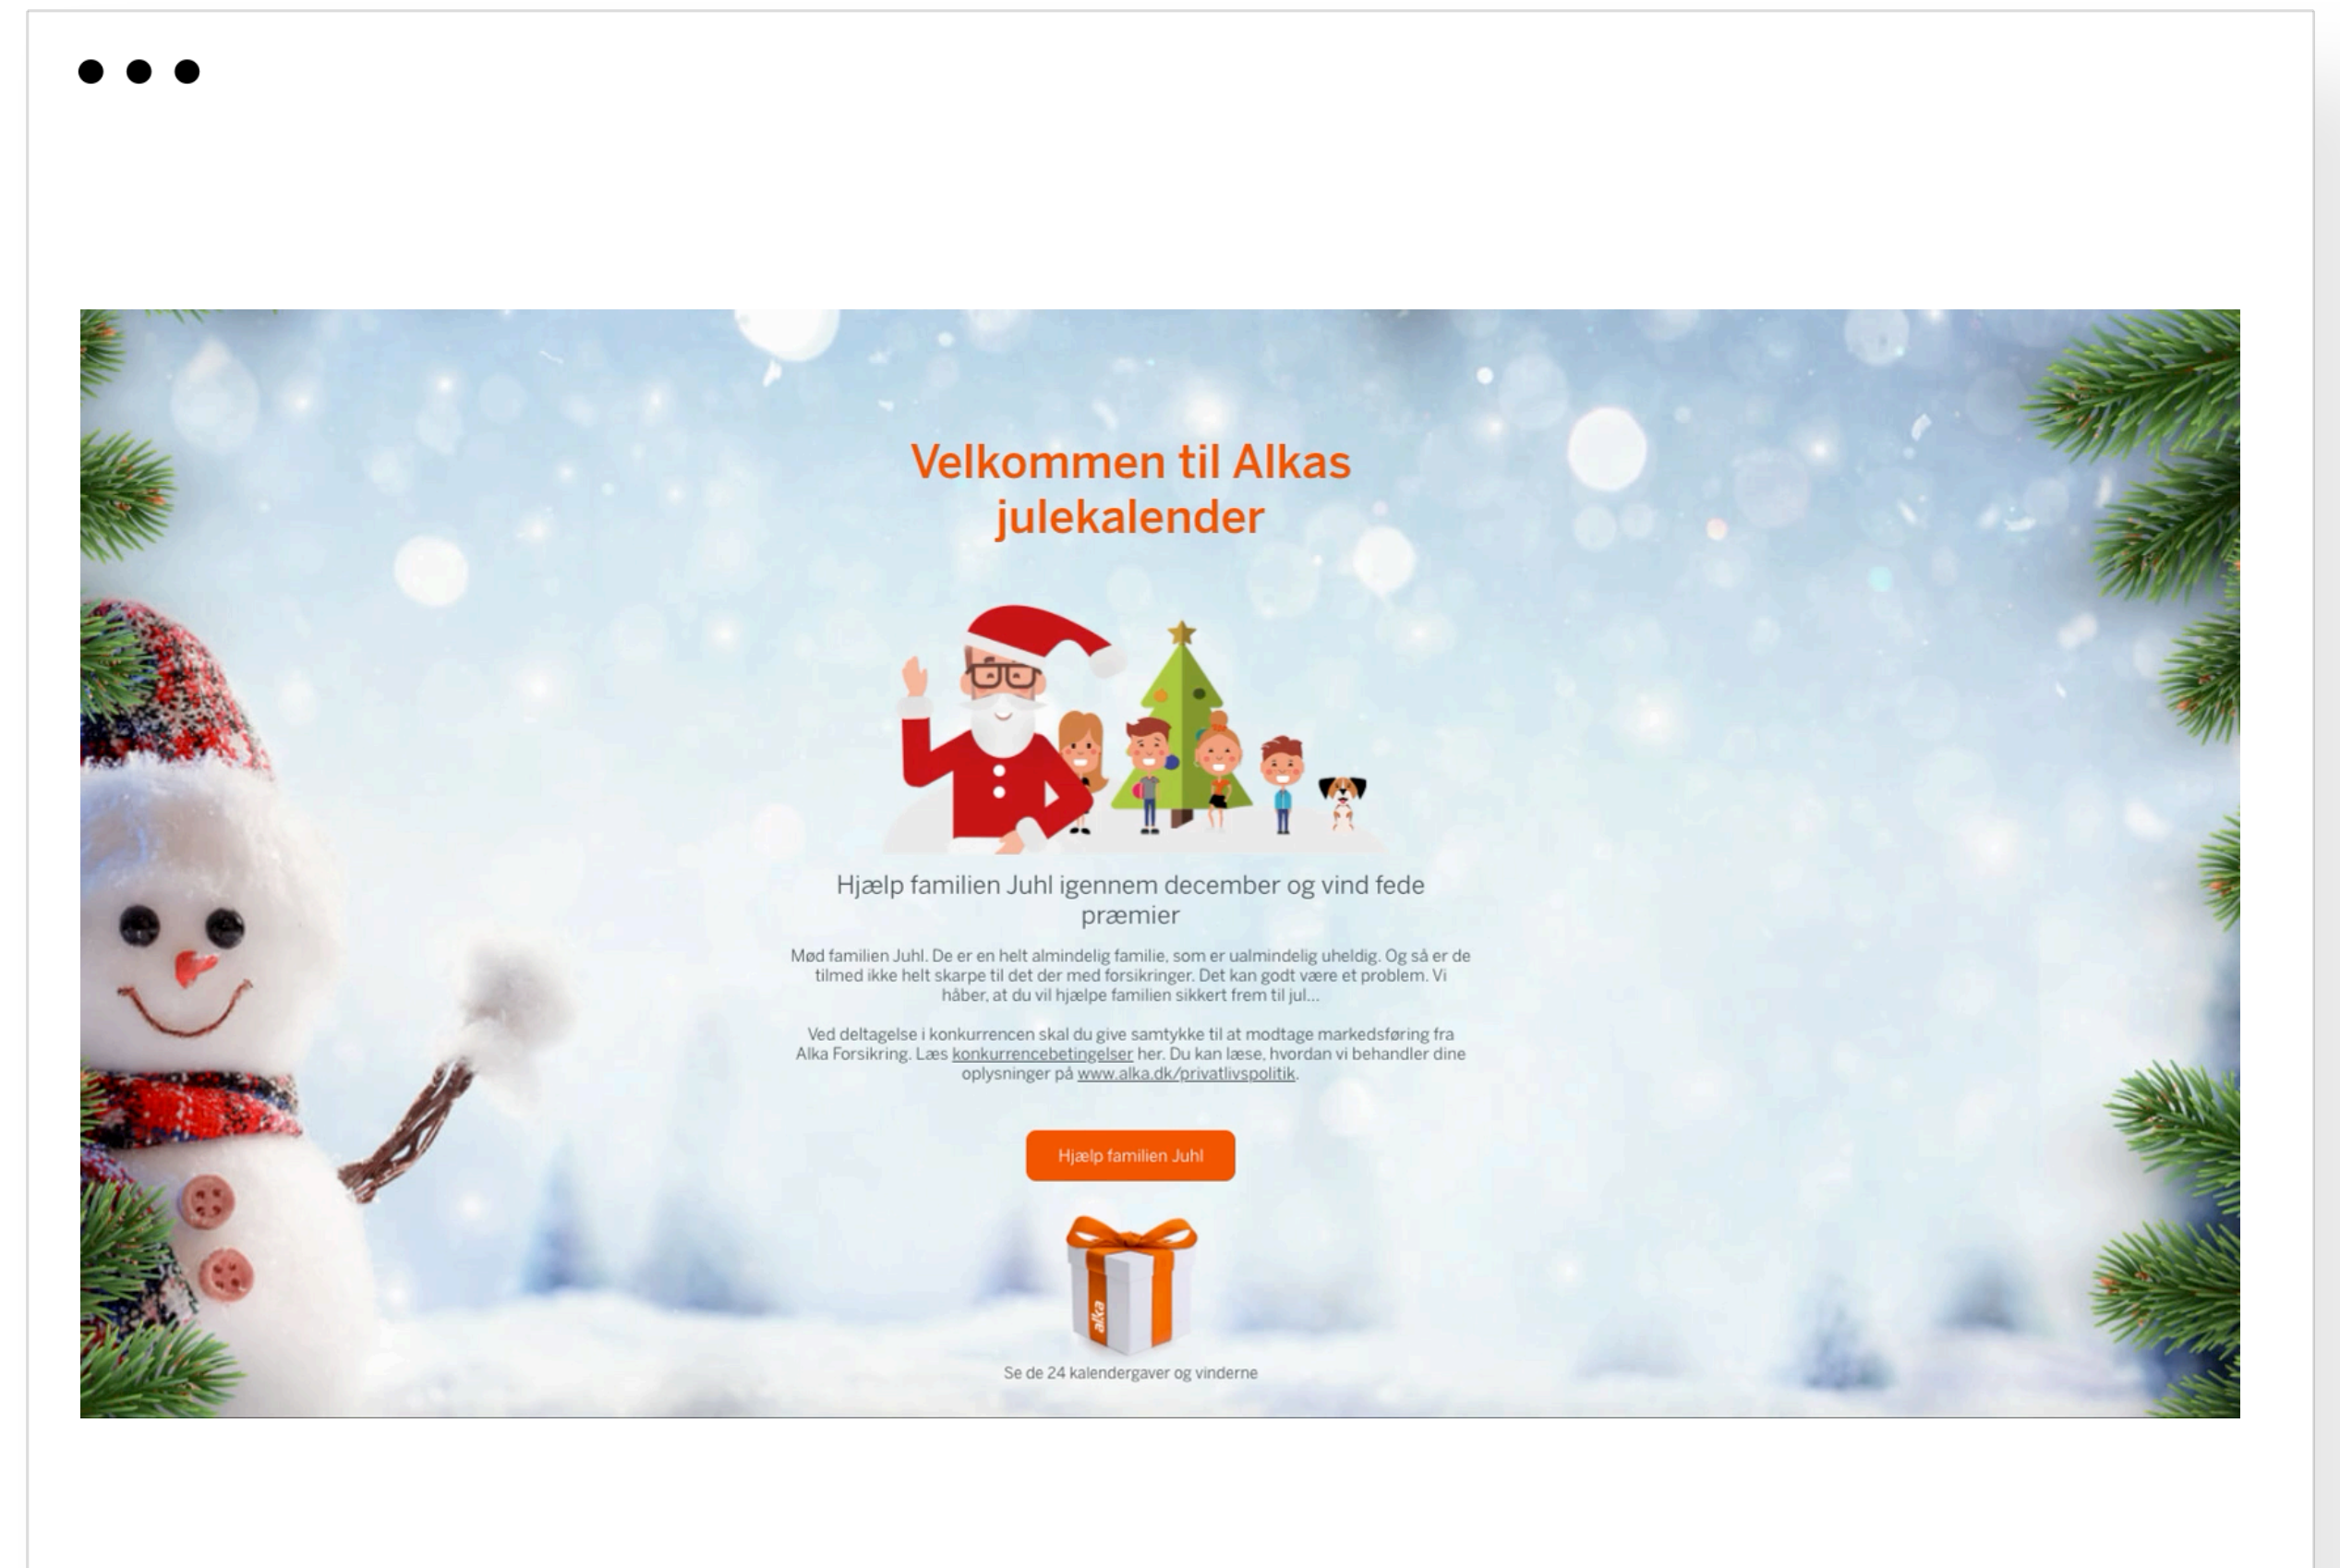 Velkommen til Alkas
julekalender
Hjælp familien Juhl igennem december og vind fede
præmier
Mød familien Juhl. De er en helt almindelig familie, som er ualmindelig uheldig. Og så er de
tilmed ikke helt skarpe til det der med forsikringer. Det kan godt være et problem. Vi
håber, at du vil hjælpe familien sikkert frem til jul...
Ved deltagelse i konkurrencen skal du give samtykke til at modtage markedsføring fra
Alka Forsikring. Læs konkurrencebetingelser her. Du kan læse, hvordan vi behandler dine
oplysninger på www.alka.dk/privatlivspolitik.
Hjælp familien Juhl
alka
Se de 24 kalendergaver og vinderne